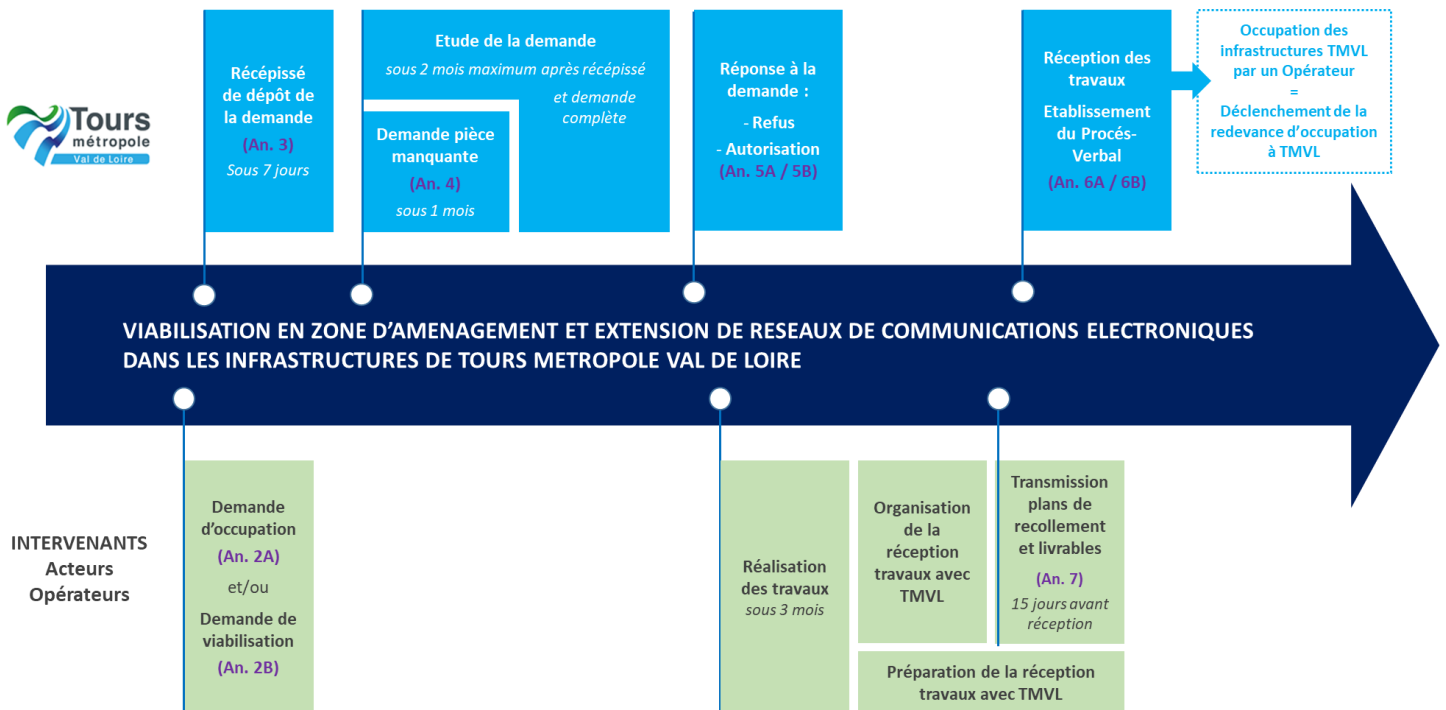 Tours
métropole
Val de Loire
Récépissé
de dépôt de
la demande
(An. 3)
Sous 7 jours
Etude de la demande
sous 2 mois maximum après récépissé
et demande
complète
Demande pièce
manquante
(An. 4)
sous 1 mois
Réponse à la
demande :
- Refus
- Autorisation
(An. 5A / 5B)
Réception des
travaux
Etablissement
du Procés-
Verbal
(An. 6A / 6B)
Occupation des
infrastructures TMVL
par un Opérateur
=
Déclenchement de la
redevance d’occupation
à TMVL
VIABILISATION EN ZONE D’AMENAGEMENT ET EXTENSION DE RESEAUX DE COMMUNICATIONS ELECTRONIQUES
DANS LES INFRASTRUCTURES DE TOURS METROPOLE VAL DE LOIRE
INTERVENANTS
Acteurs
Opérateurs
Demande
d’occupation
(An. 2A)
et/ou
Demande de
viabilisation
(An. 2B)
Réalisation
des travaux
sous 3 mois
Organisation
de la
réception
travaux avec
TMVL
Transmission
plans de
recollement
et livrables
(An. 7)
15 jours avant
réception
Préparation de la réception
travaux avec TMVL